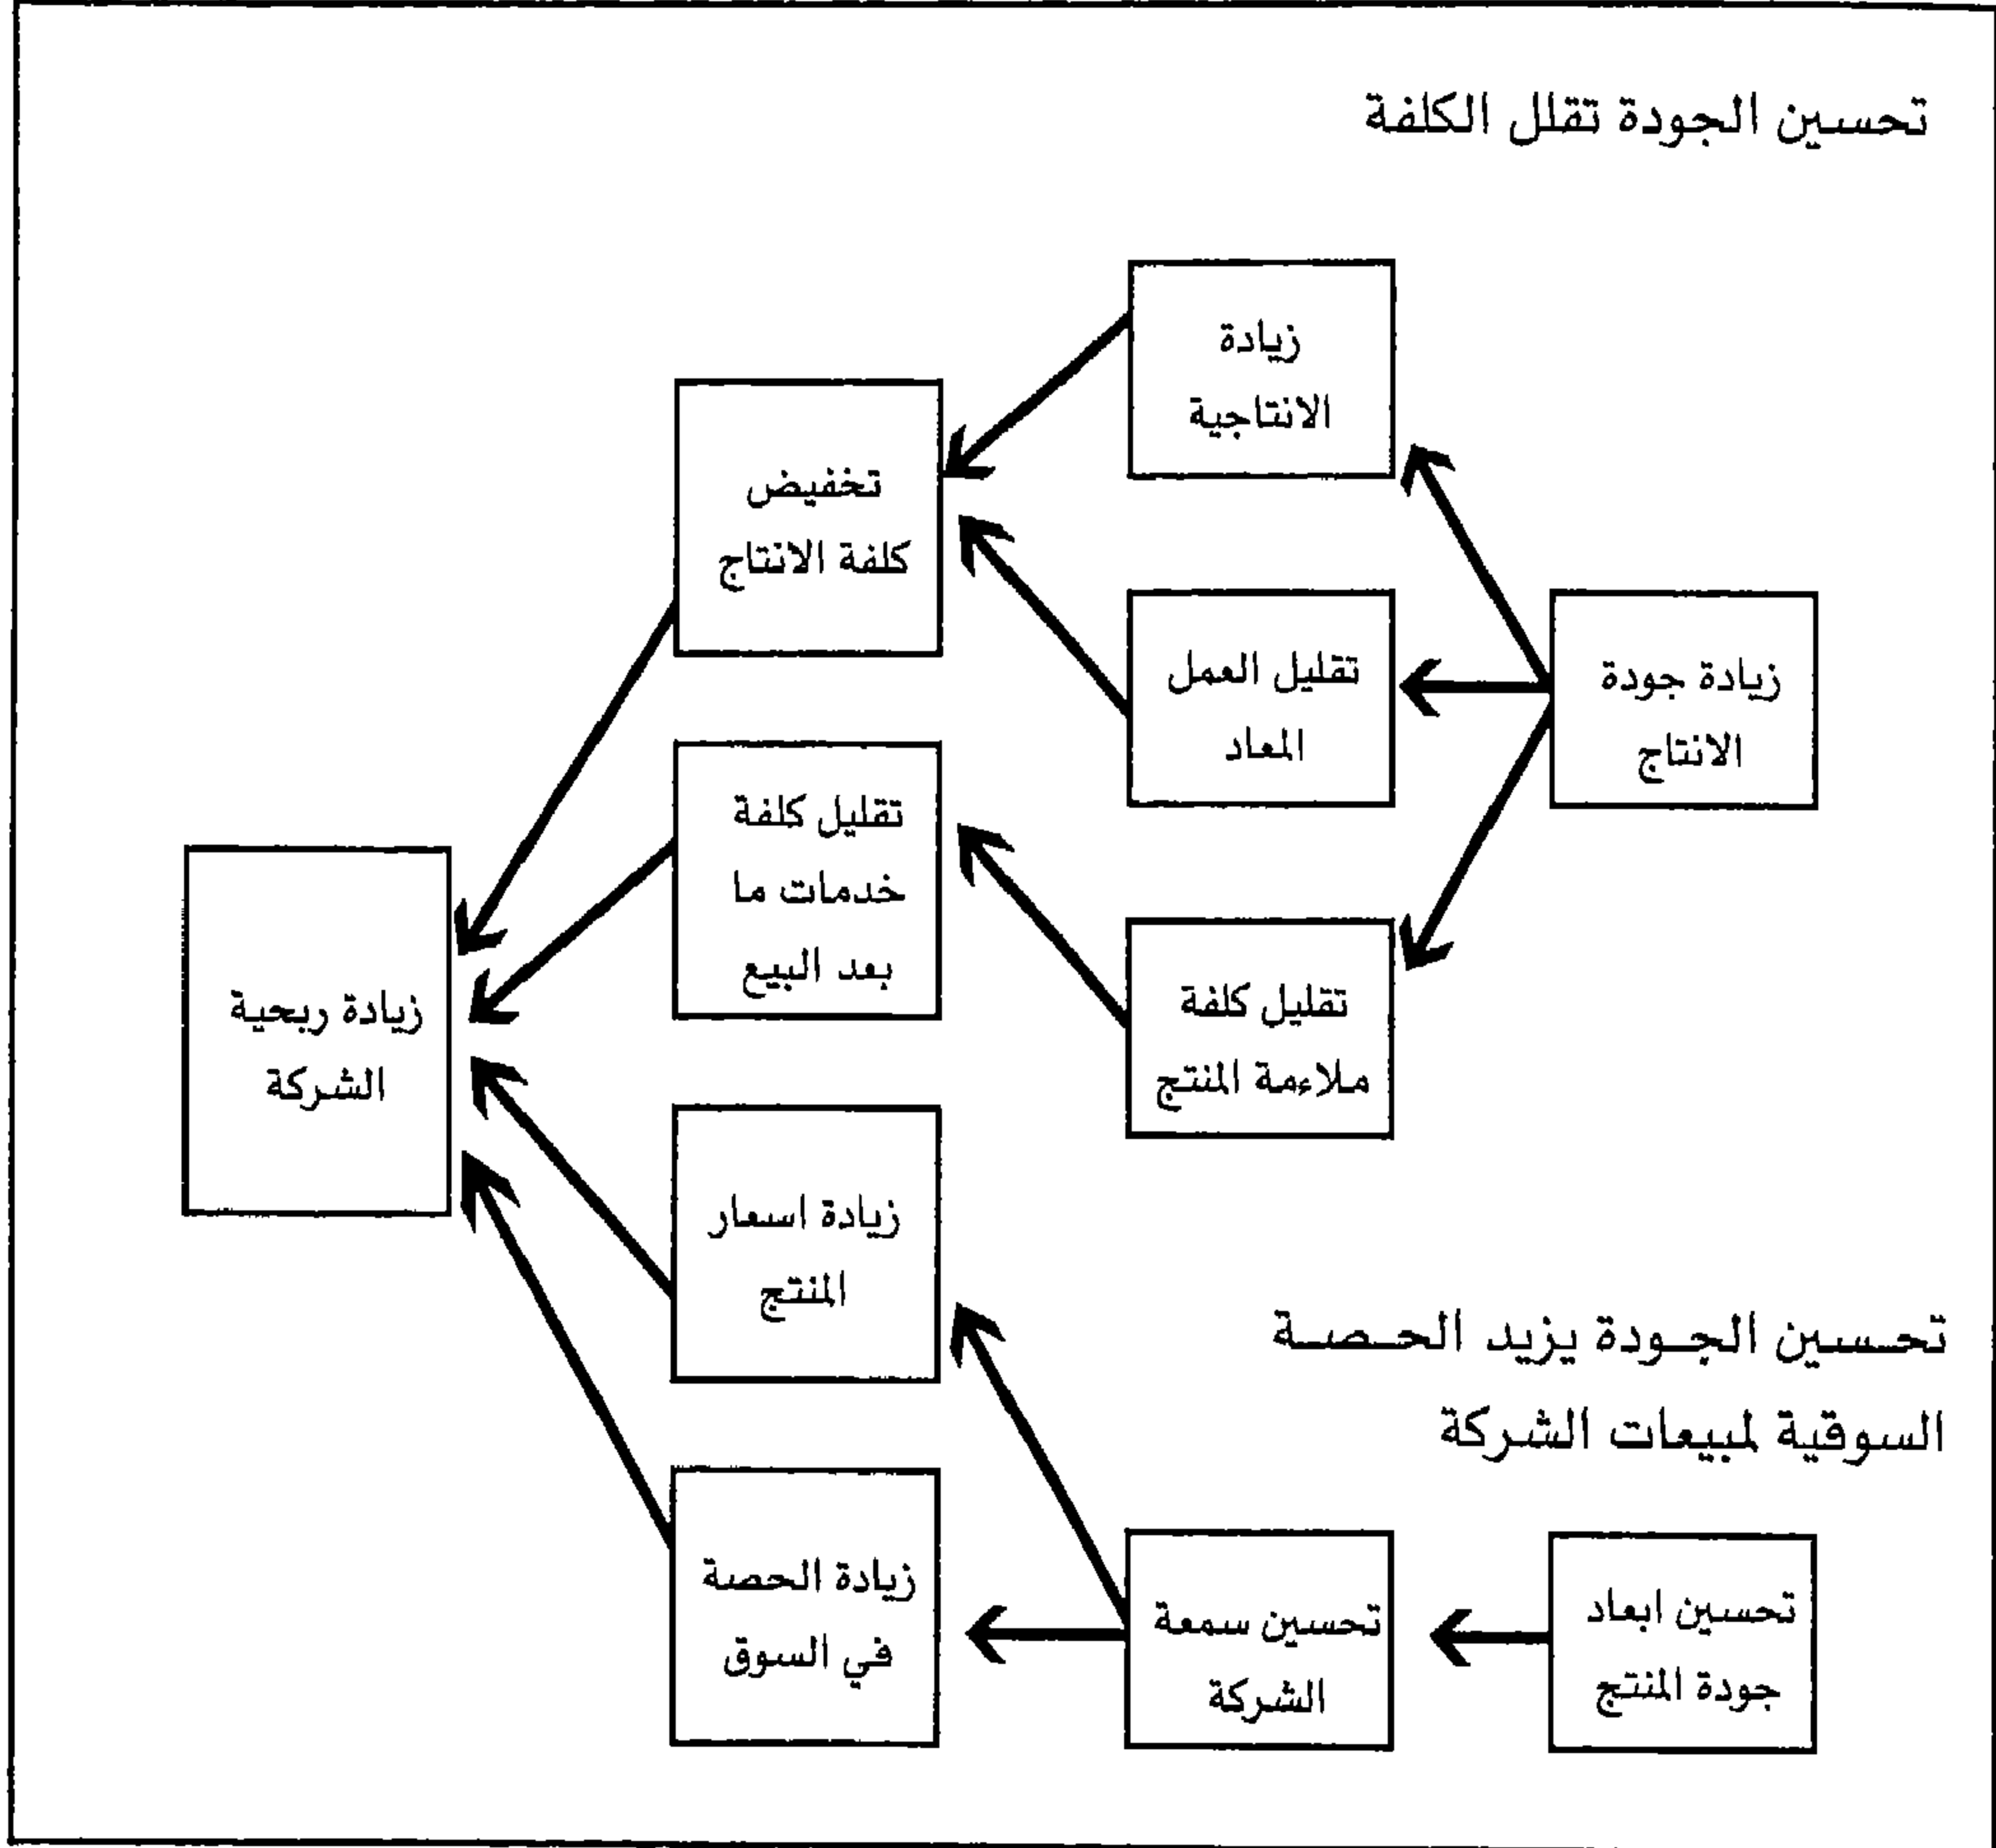 تحسين الجودة تقلل الكلفة
زيادة
الانتاجية
تخفيض
كلفة الانتاج
زيادة جودة
الانتاج
تقليل العمل
المعاد
تقليل كلفة
خدمات ما
بعد البيع
تقليل كلفة
ملاءمة المنتج
زيادة ربحية
الشركة
زيادة اسعار
المنتج
تحسين الجودة يزيد الحصة
السوقية لمبيعات الشركة
تحسين ابعاد
جودة المنتج
تحسين سمعة
الشركة
زيادة الحصة
في السوق